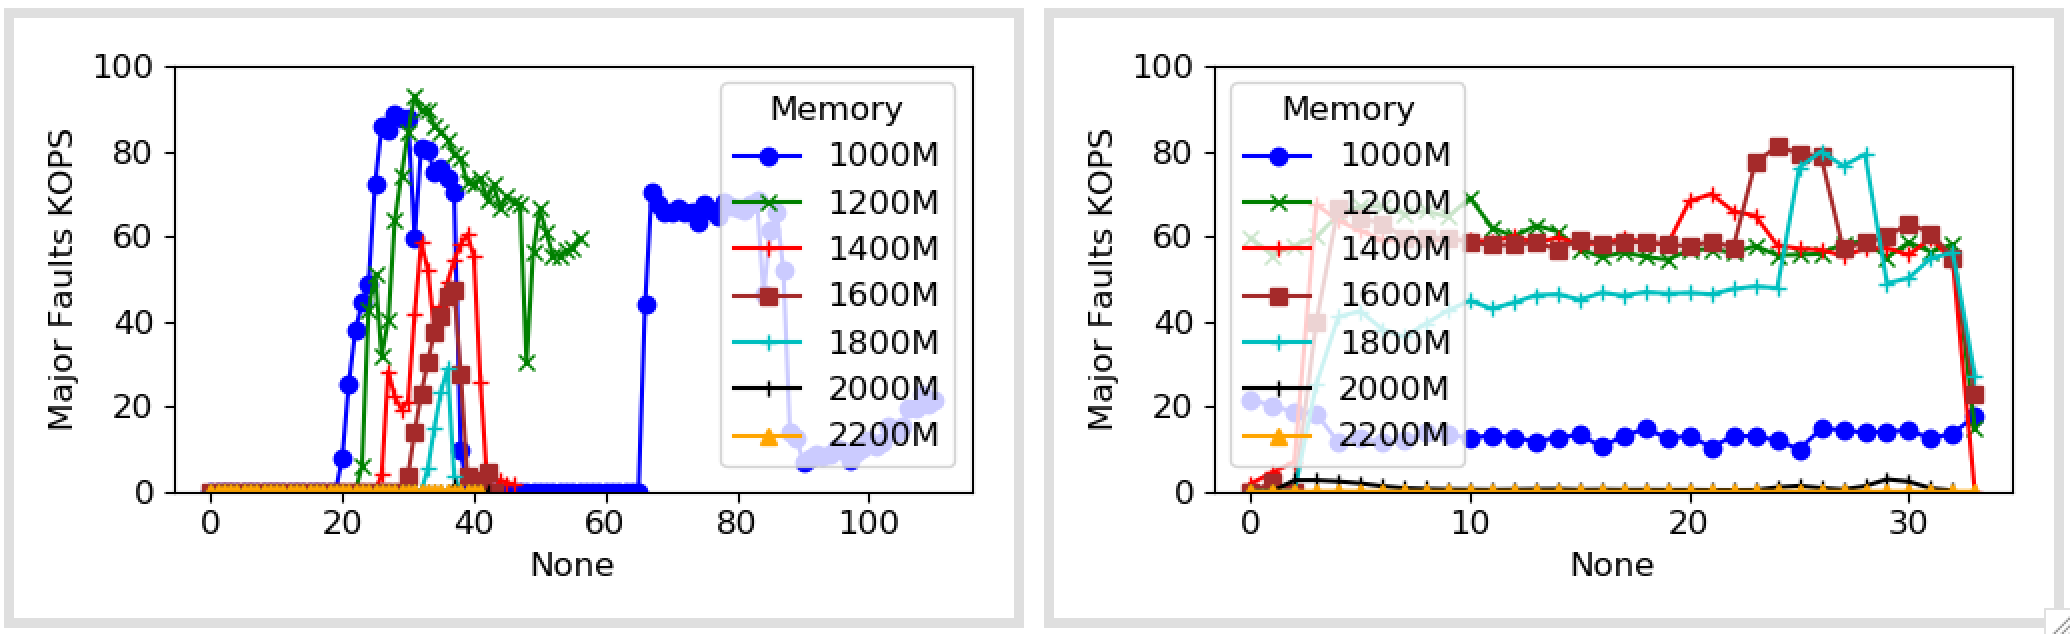 100
80
60
40
20
0
Major Faults KOPS
0 20 40 60 80 100
None
Memory
1000M
1200M
1400M
1600M
1800M
2000M
2200M
100
80
60
40
20
0
Major Faults KOPS
0 10 20 30
None
Memory
1000M
1200M
1400M
1600M
1800M
2000M
2200M